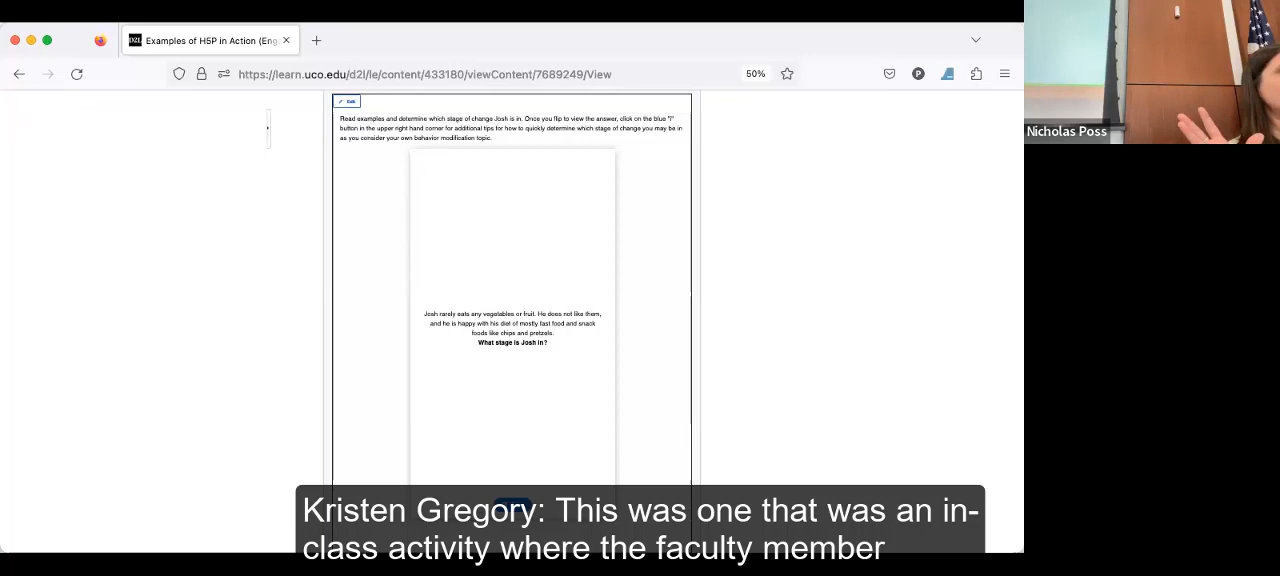 Examples of H5P in Action (Eng
https://learn.uco.edu/d2l/le/content/433180/viewContent/7689249/View
50%
Edit
Read examples and determine which stage of change Josh is in. Once you flip to view the answer, click on the blue "i"
button in the upper right hand corner for additional tips for how to quickly determine which stage of change you may be in
as you consider your own behavior modification topic.
Josh rarely eats any vegetables or fruit. He does not like them,
and he is happy with his diet of mostly fast food and snack
foods like chips and pretzels.
What stage is Josh in?
Nicholas Poss
Kristen Gregory: This was one that was an in-
class activity where the faculty member